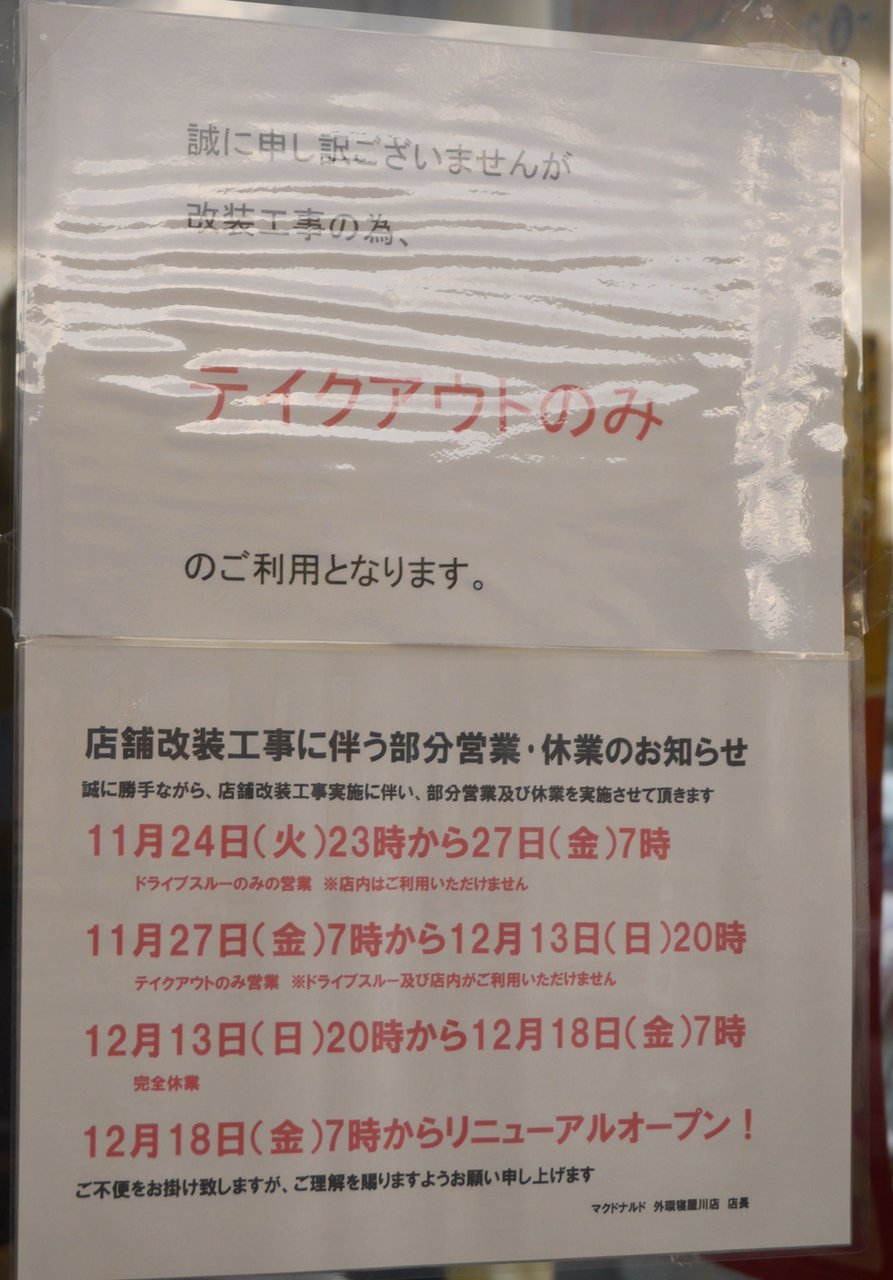 誠に申し訳ございませんが
改装工事の為、
テイクアウトのみ
のご利用となります。
店舗改装工事に伴う部分営業・休業のお知らせ
誠に勝手ながら、店舗改装工事実施に伴い、部分営業及び休業を実施させて頂きます
11月24日(火)23時から27日(金)7時
ドライブスルーのみの営業 ※店内はご利用いただけません
11月27日(金)7時から12月13日(日)20時
テイクアウトのみ営業 ※ドライブスルー及び店内がご利用いただけません
12月13日(日)20時から12月18日(金)7時
完全休業
12月18日(金)7時からリニューアルオープン！
ご不便をお掛け致しますが、ご理解を賜りますようお願い申し上げます
マクドナルド 外環寝屋川店 店長